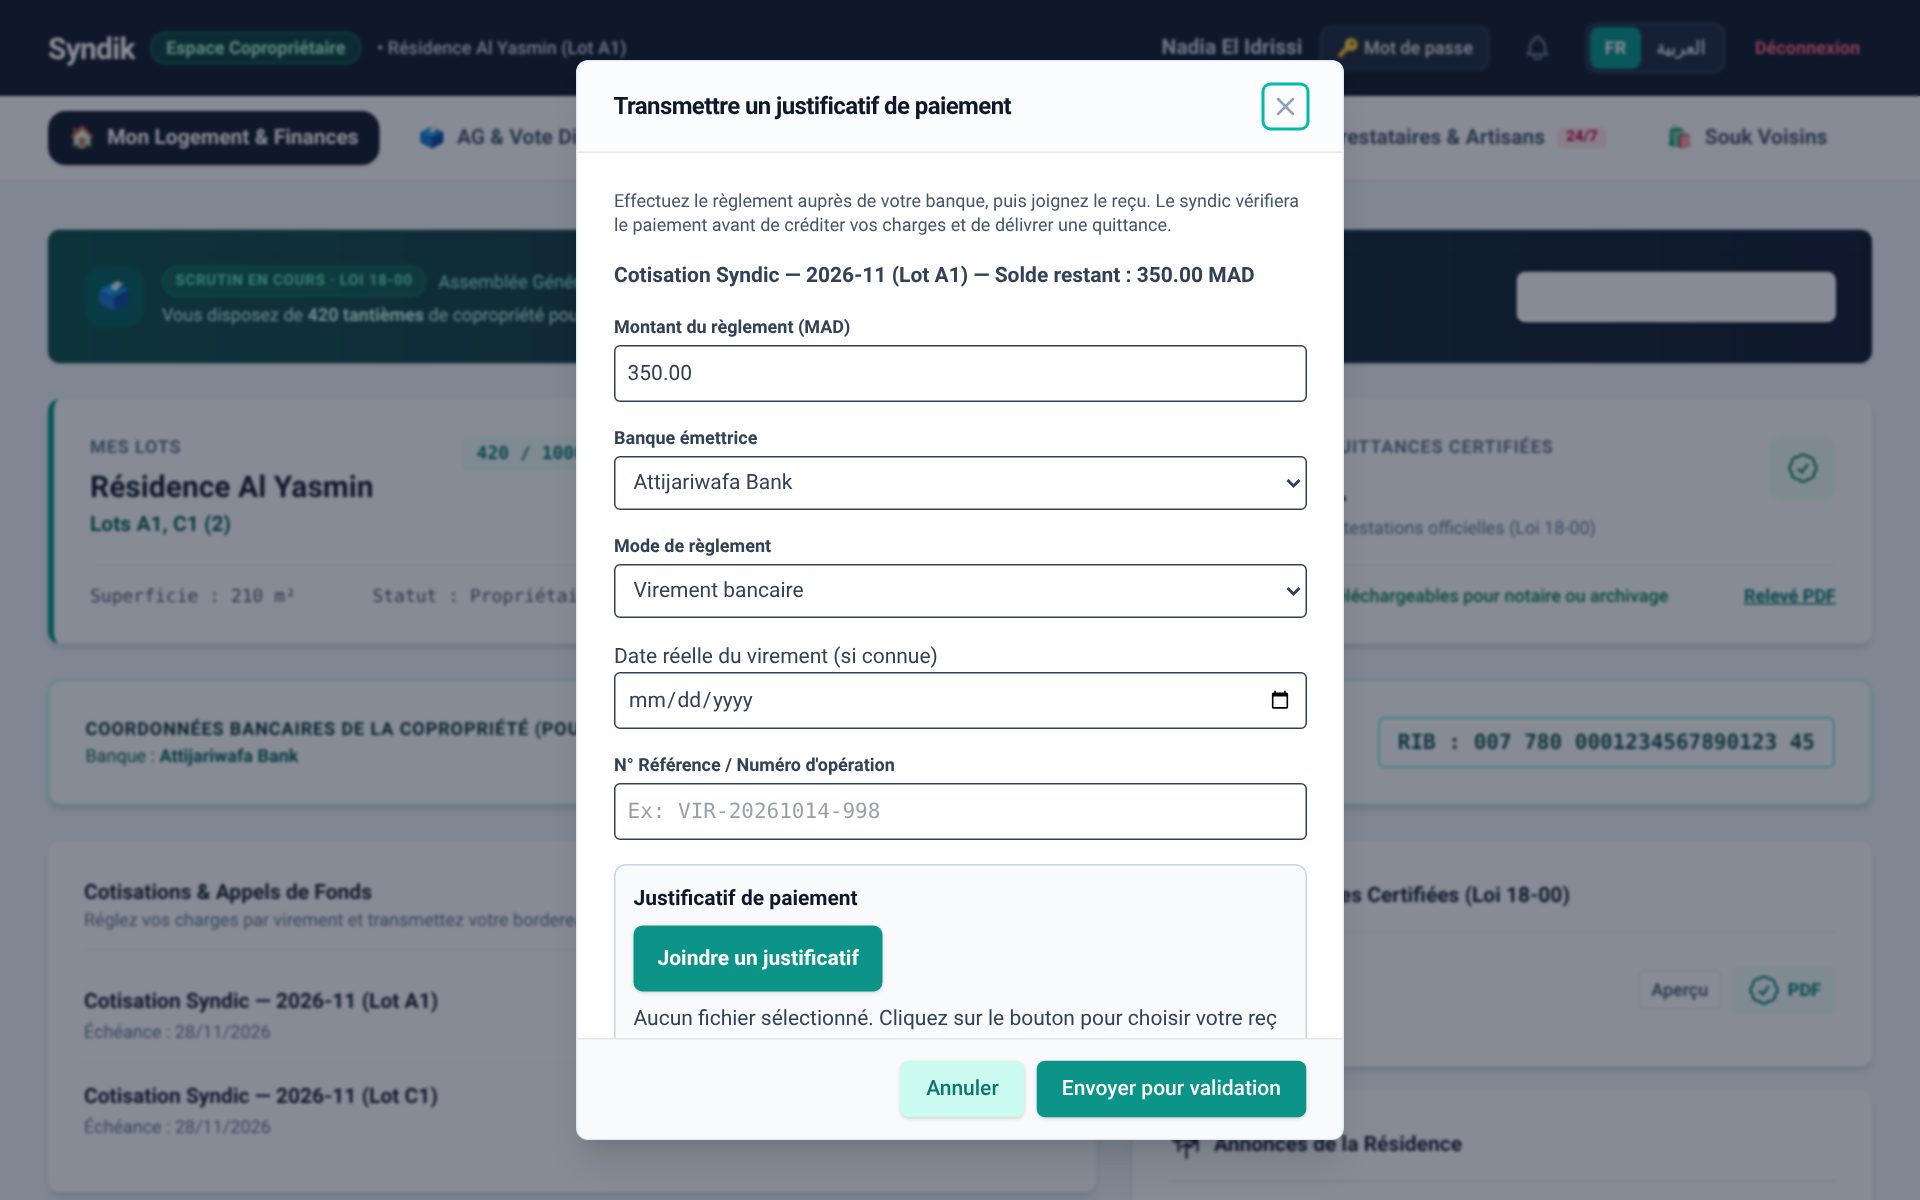 Syndik
Espace Copropriétaire
• Résidence Al Yasmin (Lot A1)
Nadia El Idrissi
Mot de passe
FR
العربية
Déconnexion
Mon Logement & Finances
AG & Vote Di
restataires & Artisans
24/7
Souk Voisins
SCRUTIN EN COURS · LOI 18-00
Assemblée Génér
Vous disposez de 420 tantièmes de copropriété pou
MES LOTS
420 / 1000
Résidence Al Yasmin
Lots A1, C1 (2)
Superficie : 210 m²
Statut : Propriétai
UITTANCES CERTIFIÉES
testations officielles (Loi 18-00)
léchargeables pour notaire ou archivage
Relevé PDF
COORDONNÉES BANCAIRES DE LA COPROPRIÉTÉ (POU
Banque : Attijariwafa Bank
RIB : 007 780 0001234567890123 45
Cotisations & Appels de Fonds
Réglez vos charges par virement et transmettez votre bordere
Cotisation Syndic — 2026-11 (Lot A1)
Échéance : 28/11/2026
Cotisation Syndic — 2026-11 (Lot C1)
Échéance : 28/11/2026
es Certifiées (Loi 18-00)
Aperçu
PDF
Annonces de la Résidence
Transmettre un justificatif de paiement
Effectuez le règlement auprès de votre banque, puis joignez le reçu. Le syndic vérifiera
le paiement avant de créditer vos charges et de délivrer une quittance.
Cotisation Syndic — 2026-11 (Lot A1) — Solde restant : 350.00 MAD
Montant du règlement (MAD)
350.00
Banque émettrice
Attijariwafa Bank
Mode de règlement
Virement bancaire
Date réelle du virement (si connue)
mm/dd/yyyy
N° Référence / Numéro d'opération
Ex: VIR-20261014-998
Justificatif de paiement
Joindre un justificatif
Aucun fichier sélectionné. Cliquez sur le bouton pour choisir votre reç
Annuler
Envoyer pour validation